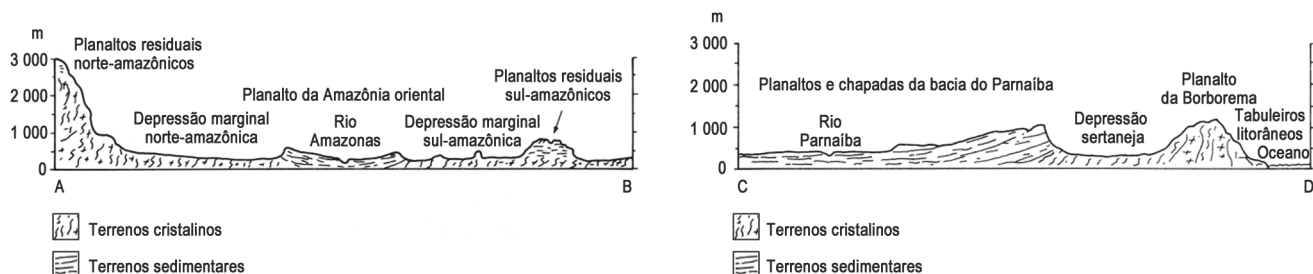 m
3 000
2 000
1 000
0
Planaltos residuais
norte-amazônicos
Depressão marginal
norte-amazônica
Planalto da Amazônia oriental
Rio
Amazonas
Depressão marginal
sul-amazônica
Planaltos residuais
sul-amazônicos
A
B
Terrenos cristalinos
Terrenos sedimentares
m
3 000
2 000
1 000
0
Planaltos e chapadas da bacia do Parnaíba
Rio
Parnaíba
Depressão
sertaneja
Planalto
da Borborema
Tabuleiros
litorâneos
Oceano
C
D
Terrenos cristalinos
Terrenos sedimentares